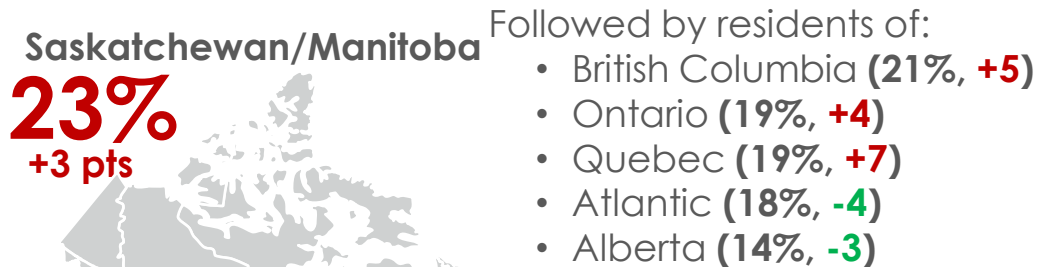 Saskatchewan/Manitoba
23%
+3 pts
Followed by residents of:
• British Columbia (21%, +5)
• Ontario (19%, +4)
• Quebec (19%, +7)
• Atlantic (18%, -4)
• Alberta (14%, -3)